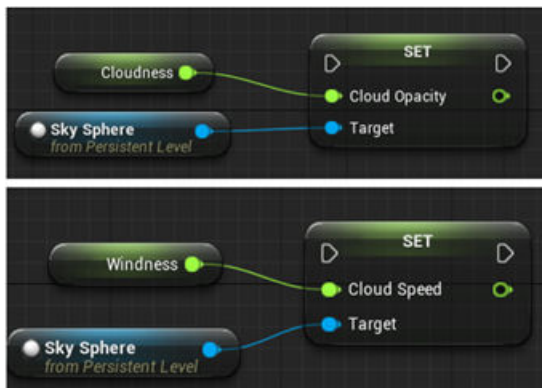 SET
Cloudness
Cloud Opacity
Sky Sphere
from Persistent Level
Target
SET
Windness
Cloud Speed
Sky Sphere
from Persistent Level
Target